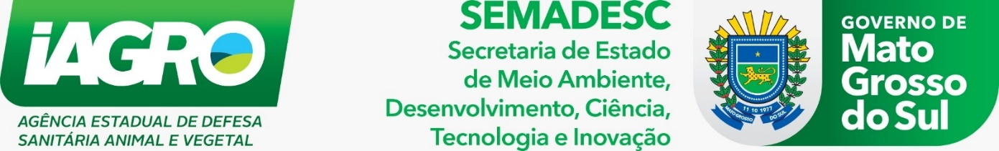 iAGRO
AGÊNCIA ESTADUAL DE DEFESA
SANITÁRIA ANIMAL E VEGETAL
SEMADESC
Secretaria de Estado
de Meio Ambiente,
Desenvolvimento, Ciência,
Tecnologia e Inovação
11 10 1977
MATO GROSSO DO SUL
GOVERNO DE
Mato
Grosso
do Sul